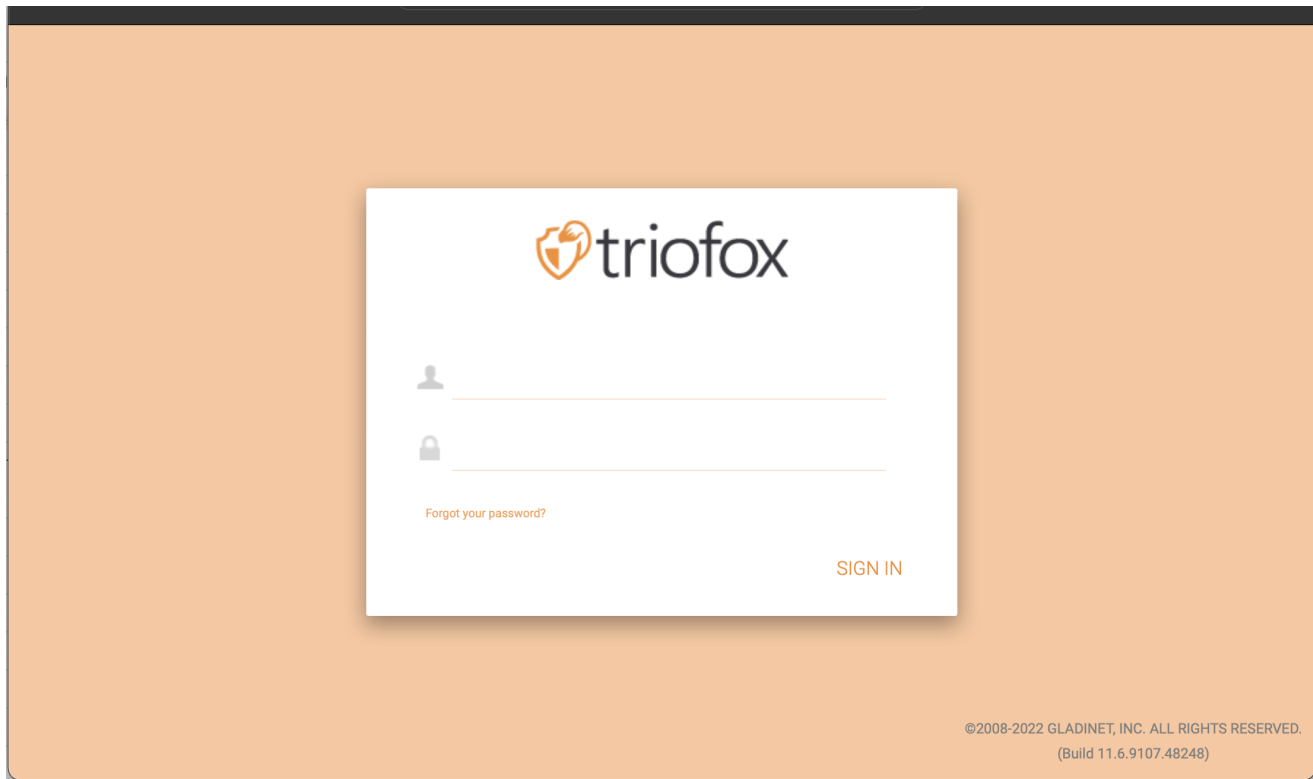 triofox
Forgot your password?
SIGN IN
©2008-2022 GLADINET, INC. ALL RIGHTS RESERVED.
(Build 11.6.9107.48248)